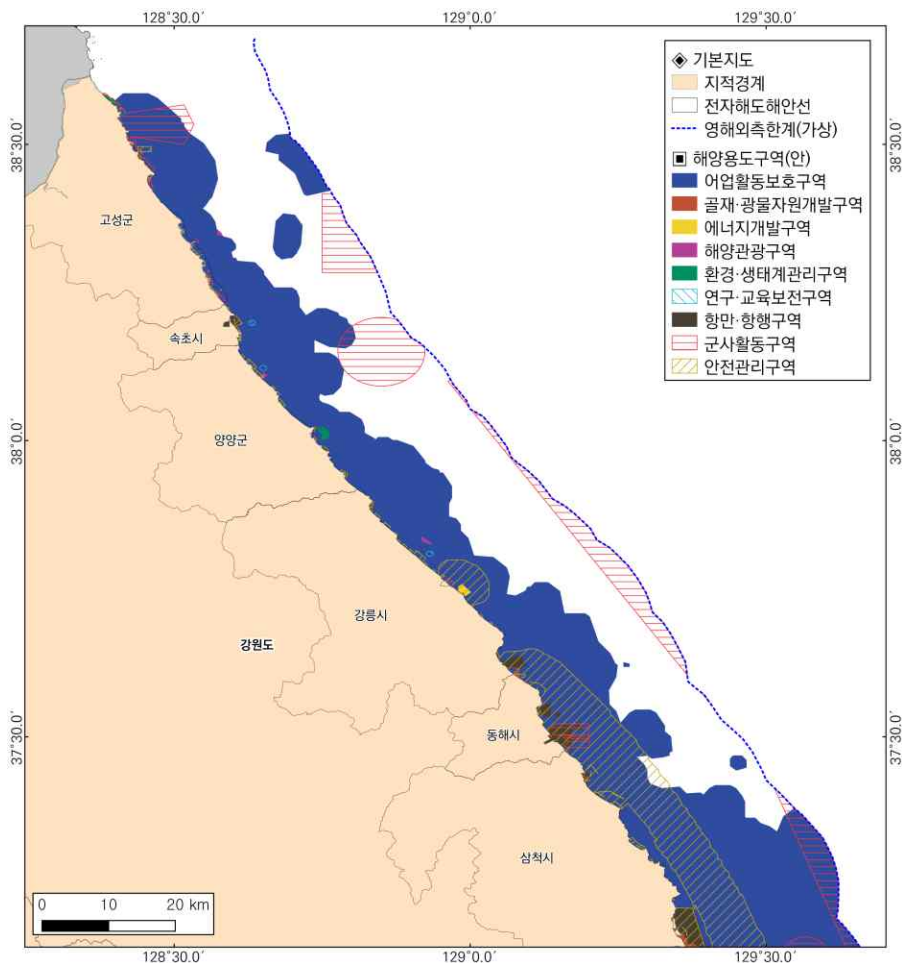 128°30.0′
129°0.0′
38°30.0′
38°30.0′
38°0.0′
38°0.0′
37°30.0′
37°30.0′
128°30.0′
129°0.0′
129°30.0′
기본지도
지적경계
전자해도해안선
영해외측한계(가상)
해양용도구역(안)
어업활동보호구역
골재·광물자원개발구역
에너지개발구역
해양관광구역
환경·생태계관리구역
연구·교육보전구역
항만·항행구역
군사활동구역
안전관리구역
고성군
속초시
양양군
강릉시
강원도
동해시
삼척시
0 10 20 km